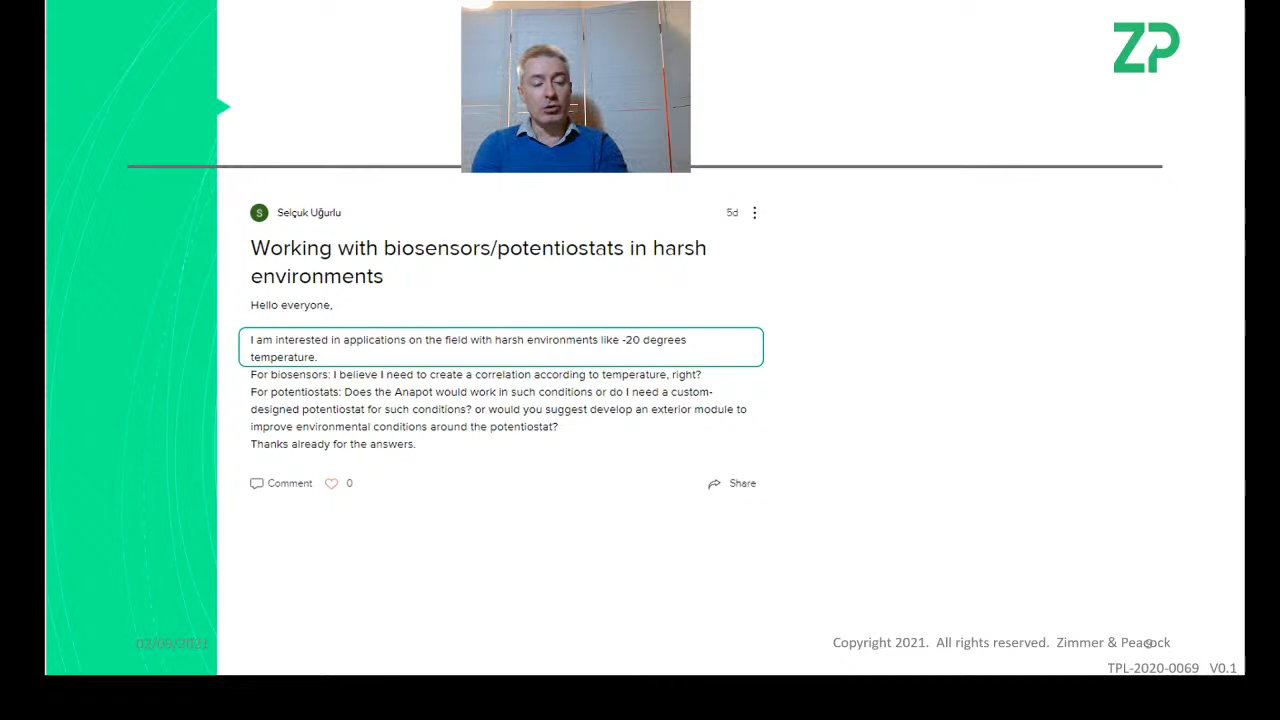 ZP
S Selçuk Uğurlu 5d
Working with biosensors/potentiostats in harsh
environments
Hello everyone,
I am interested in applications on the field with harsh environments like -20 degrees
temperature.
For biosensors: I believe I need to create a correlation according to temperature, right?
For potentiostats: Does the Anapot would work in such conditions or do I need a custom-
designed potentiostat for such conditions? or would you suggest develop an exterior module to
improve environmental conditions around the potentiostat?
Thanks already for the answers.
Comment 0 Share
02/09/2021
Copyright 2021. All rights reserved. Zimmer & Peacock
TPL-2020-0069 V0.1